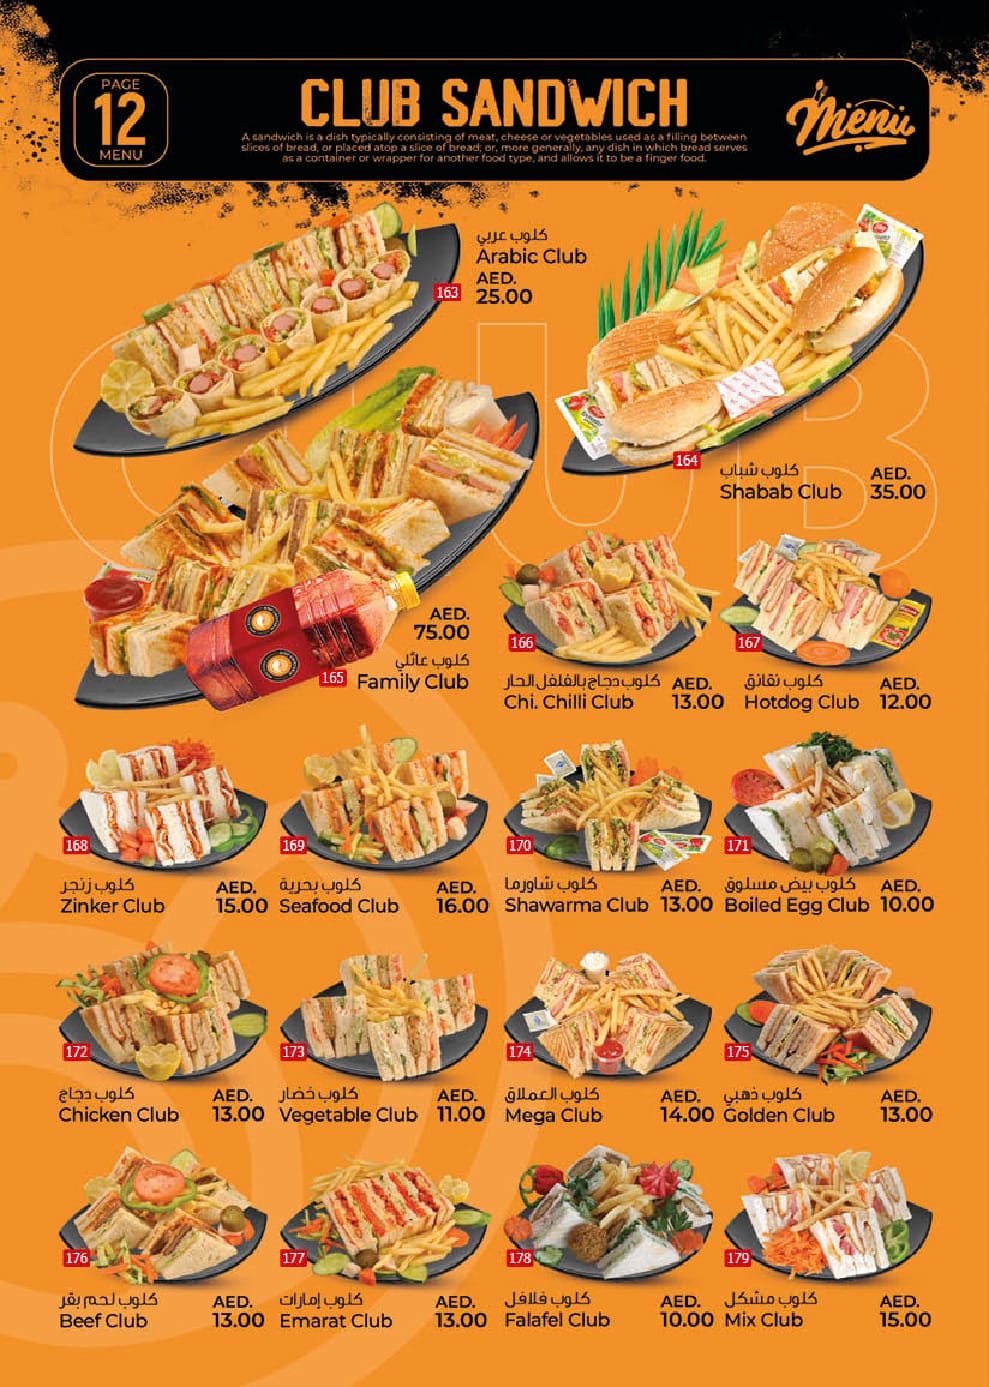 PAGE
12
MENU
CLUB SANDWICH
A sandwich is a dish typically consisting of meat, cheese or vegetables used as a filling between
slices of bread, or placed atop a slice of bread; or, more generally, any dish in which bread serves
as a container or wrapper for another food type, and allows it to be a finger food.
Menu
163
كلوب عربي
Arabic Club
AED.
25.00
164
كلوب شباب
Shabab Club
AED.
35.00
CLUB
AED.
75.00
165
كلوب عائلي
Family Club
166
كلوب دجاج بالفلفل الحار
Chi. Chilli Club
AED.
13.00
167
كلوب نقانق
Hotdog Club
AED.
12.00
168
كلوب زنجر
Zinker Club
AED.
15.00
169
كلوب بحرية
Seafood Club
AED.
16.00
170
كلوب شاورما
Shawarma Club
AED.
13.00
171
كلوب بيض مسلوق
Boiled Egg Club
AED.
10.00
172
كلوب دجاج
Chicken Club
AED.
13.00
173
كلوب خضار
Vegetable Club
AED.
11.00
174
كلوب العملاق
Mega Club
AED.
14.00
175
كلوب ذهبي
Golden Club
AED.
13.00
176
كلوب لحم بقر
Beef Club
AED.
13.00
177
كلوب إمارات
Emarat Club
AED.
13.00
178
كلوب فلافل
Falafel Club
AED.
10.00
179
كلوب مشكل
Mix Club
AED.
15.00